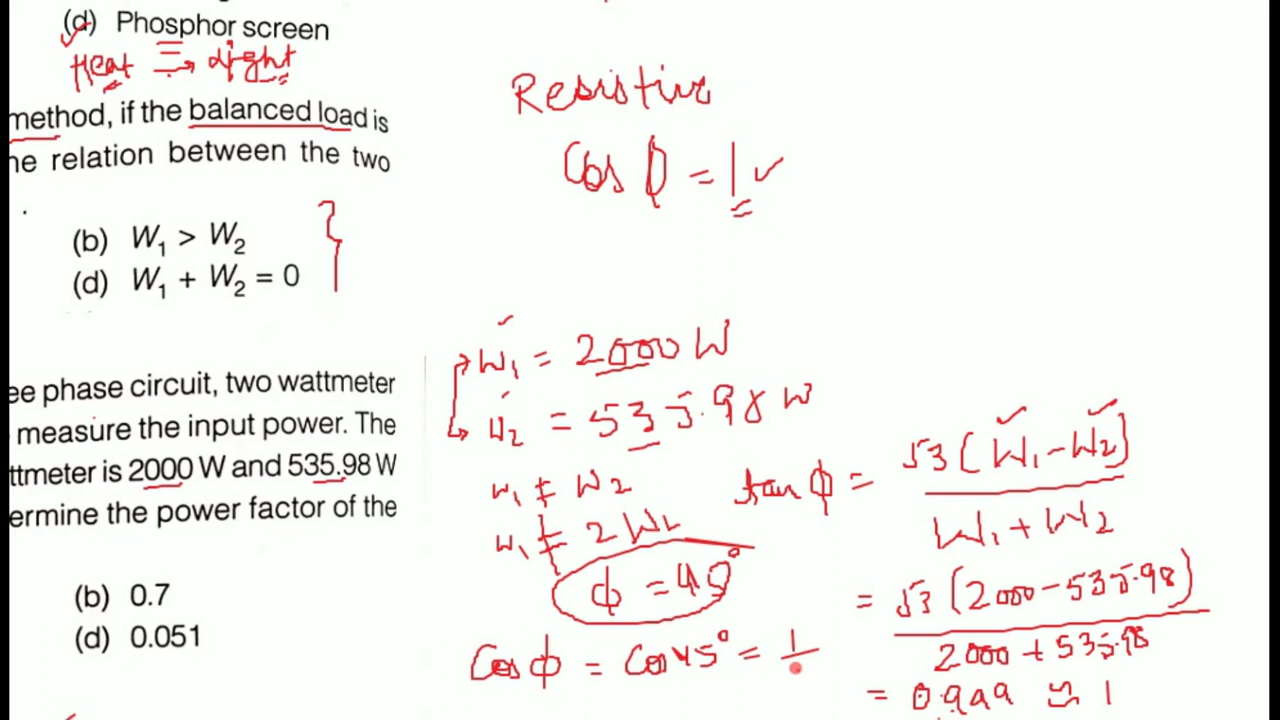 (d) Phosphor screen
Heat → light
method, if the balanced load is
he relation between the two
(b) W₁ > W₂
(d) W₁ + W₂ = 0
ee phase circuit, two wattmeter
measure the input power. The
ttmeter is 2000 W and 535.98 W
ermine the power factor of the
(b) 0.7
(d) 0.051
Resistive
Cos ϕ = 1 ✓
W₁ = 2000 W
W₂ = 535.98 W
W₁ ≠ W₂
W₁ ≠ 2 W₂
ϕ = 45°
Cos ϕ = Cos 45° = 1/
tan ϕ = √3 (W₁ - W₂) / W₁ + W₂
= √3 (2000 - 535.98) / 2000 + 535.98
= 0.999 ≈ 1